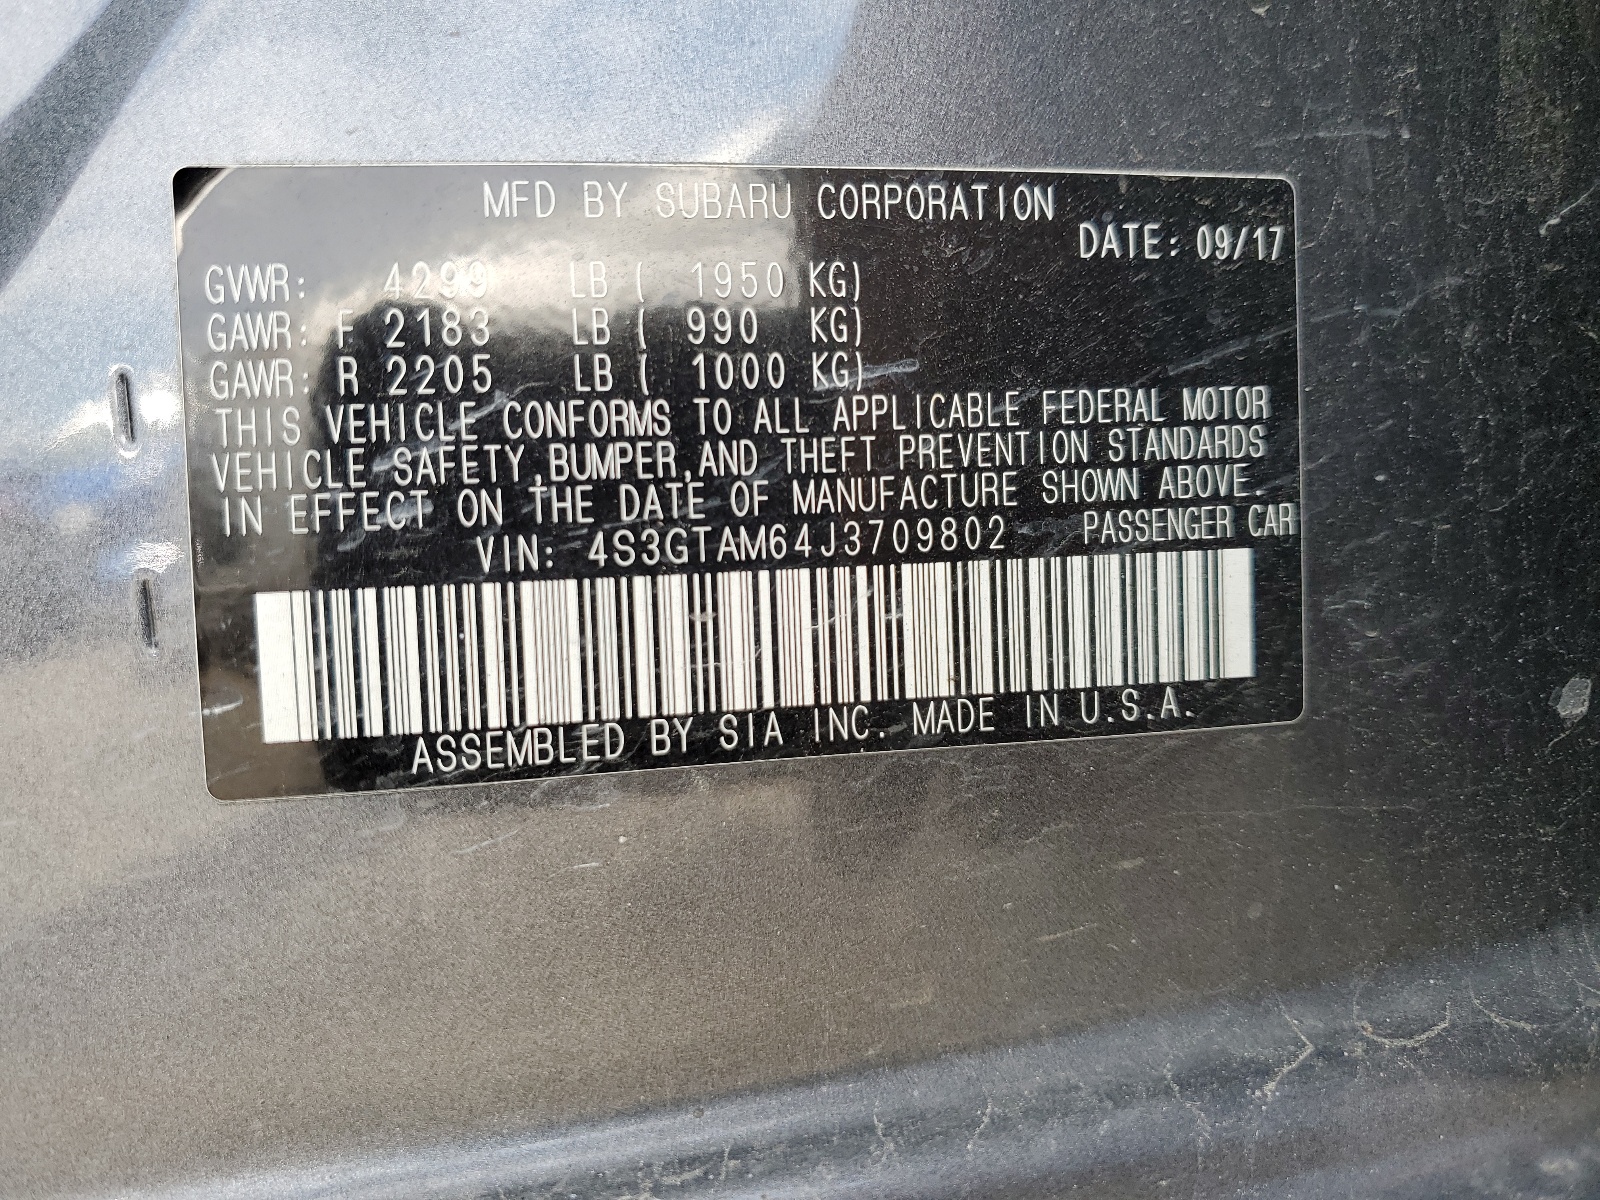 MFD BY SUBARU CORPORATION
DATE: 09/17
GVWR: 4299 LB ( 1950 KG)
GAWR: F 2183 LB ( 990 KG)
GAWR: R 2205 LB ( 1000 KG)
THIS VEHICLE CONFORMS TO ALL APPLICABLE FEDERAL MOTOR
VEHICLE SAFETY,BUMPER,AND THEFT PREVENTION STANDARDS
IN EFFECT ON THE DATE OF MANUFACTURE SHOWN ABOVE.
VIN: 4S3GTAM64J3709802 PASSENGER CAR
ASSEMBLED BY SIA INC. MADE IN U.S.A.